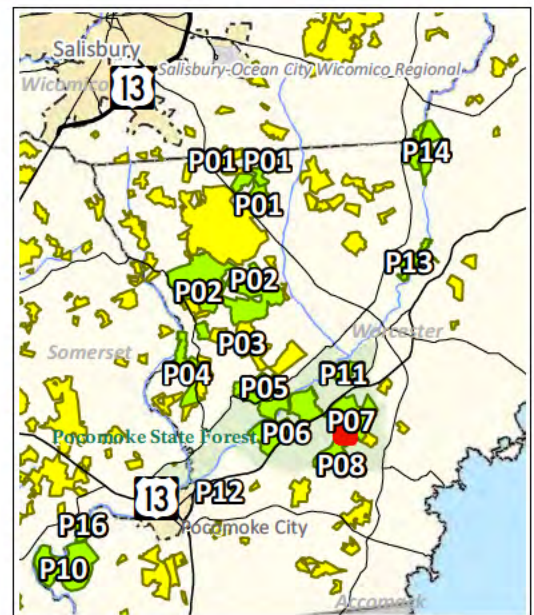 Salisbury
Wicomico
13
Salisbury-Ocean City Wicomico Regional
P14
P01 P01
P01
P13
P02
P02
Worcester
P03
Somerset
P04
P11
P05
P07
Pocomoke State Forest
P06
P08
13
P12
P16
Pocomoke City
P10
Accomack